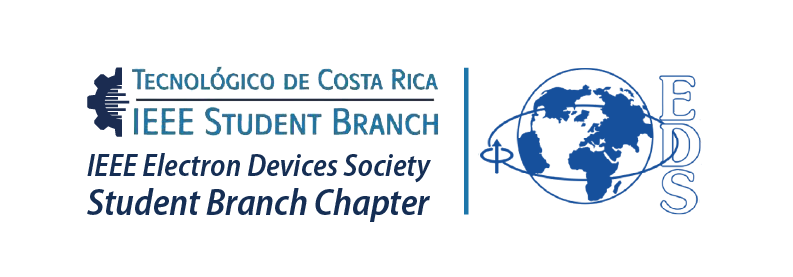 TECNOLÓGICO DE COSTA RICA
IEEE STUDENT BRANCH
IEEE Electron Devices Society
Student Branch Chapter
EDS